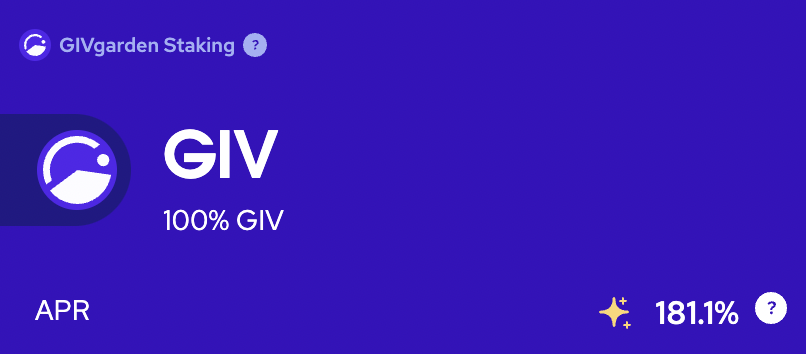 GIVgarden Staking ?
GIV
100% GIV
APR 181.1% ?